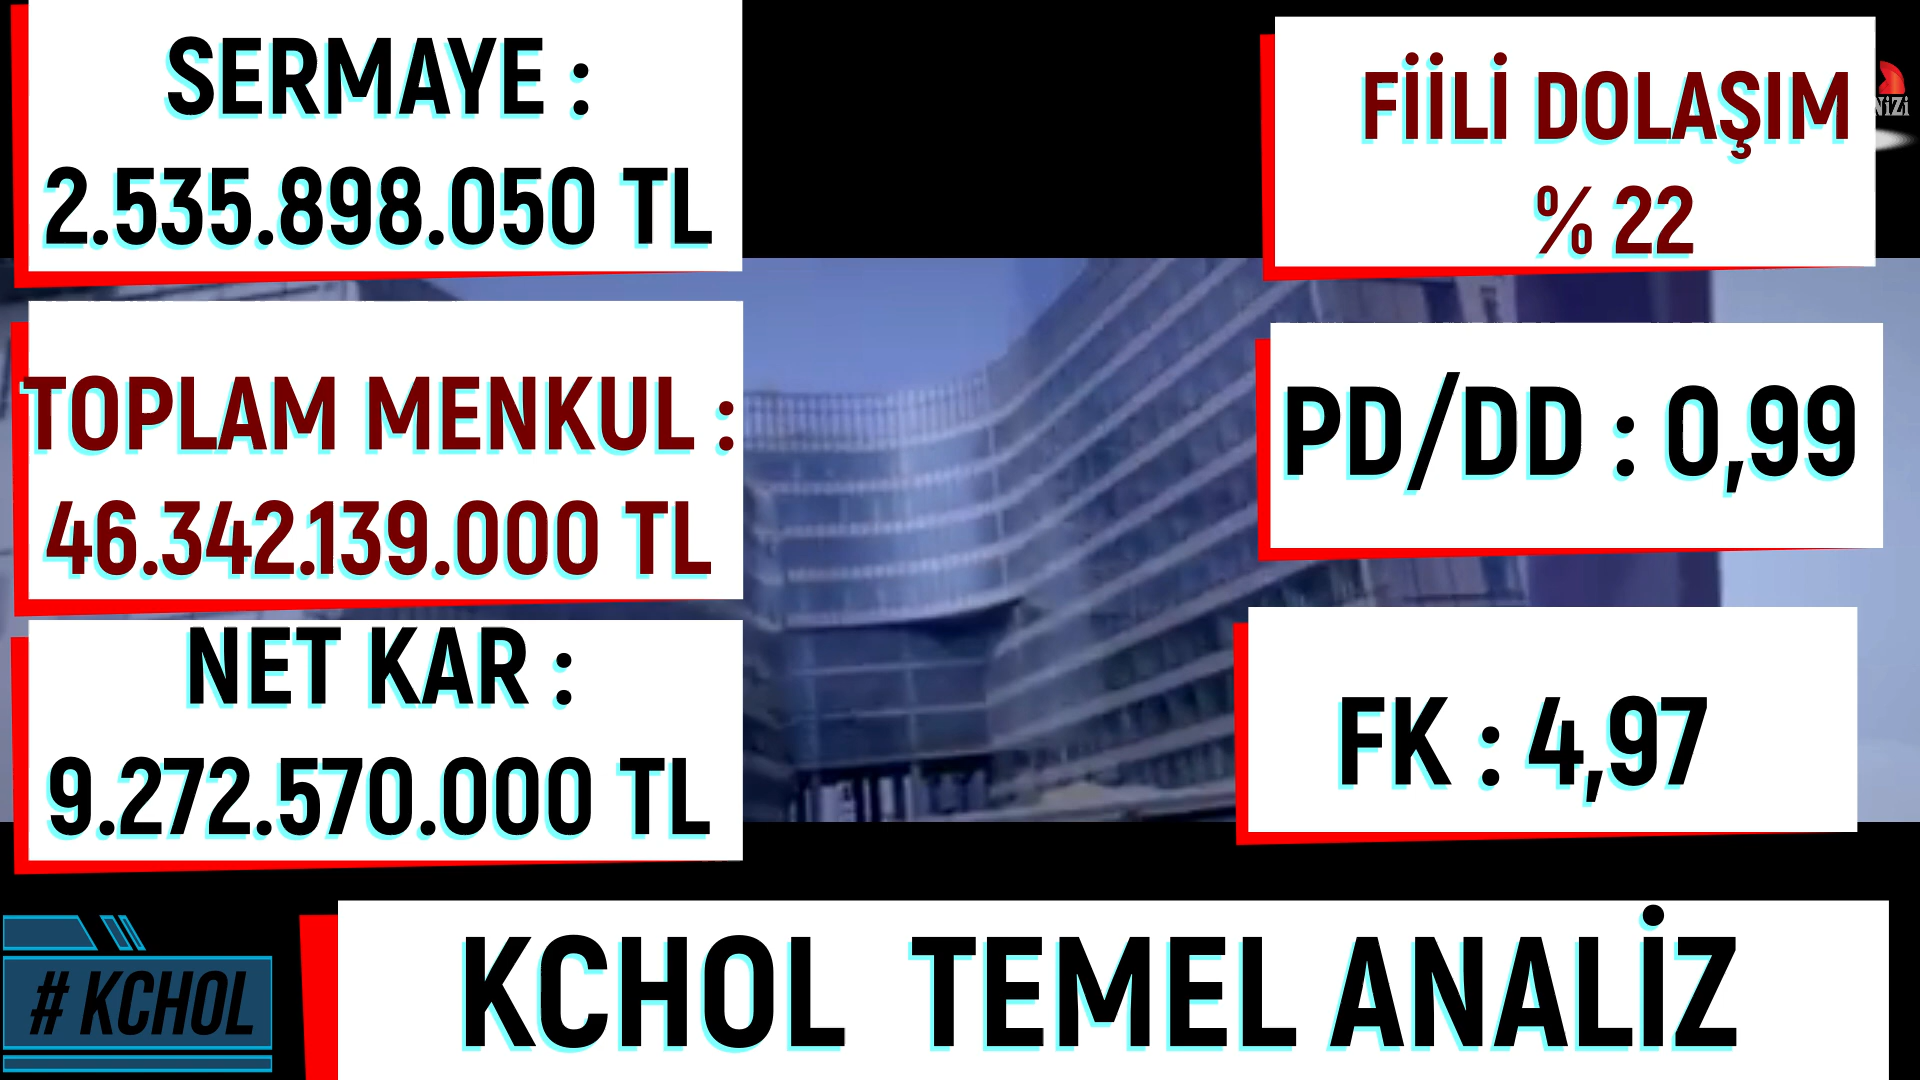 SERMAYE :
2.535.898.050 TL
TOPLAM MENKUL :
46.342.139.000 TL
NET KAR :
9.272.570.000 TL
FİİLİ DOLAŞIM
% 22
PD/DD : 0,99
FK : 4,97
# KCHOL
KCHOL TEMEL ANALİZ